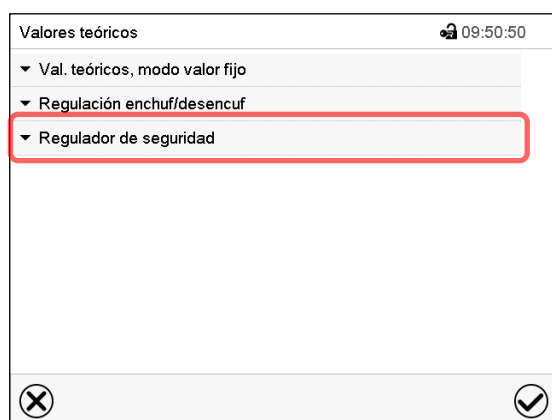 Valores teóricos 09:50:50
Val. teóricos, modo valor fijo
Regulación enchuf/desencuf
Regulador de seguridad